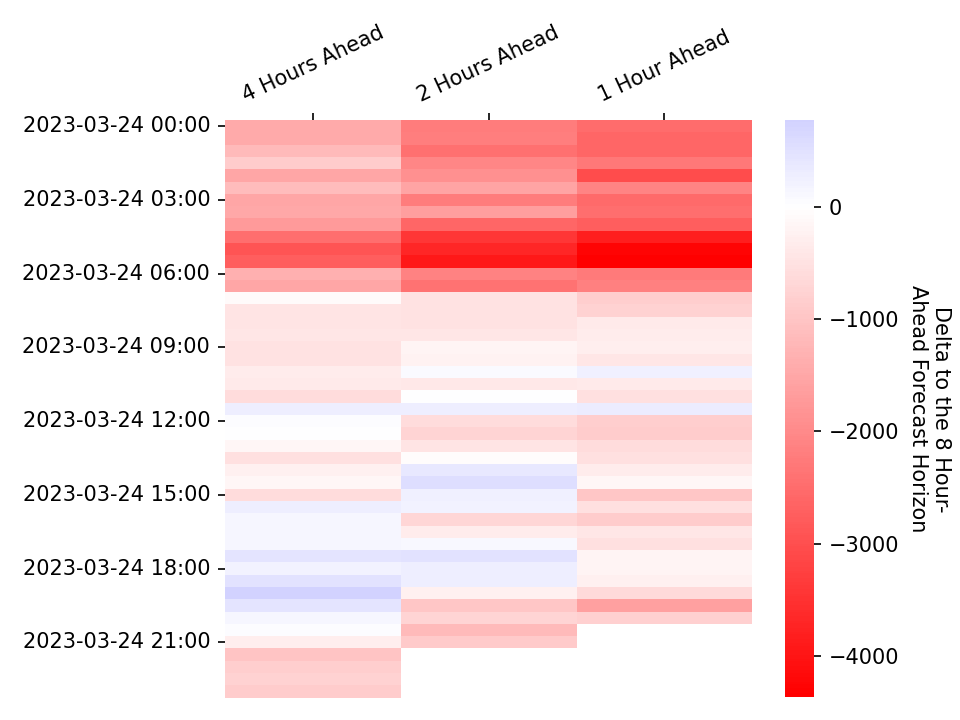 4 Hours Ahead
2 Hours Ahead
1 Hour Ahead
2023-03-24 00:00
2023-03-24 03:00
2023-03-24 06:00
2023-03-24 09:00
2023-03-24 12:00
2023-03-24 15:00
2023-03-24 18:00
2023-03-24 21:00
0
−1000
−2000
−3000
−4000
Delta to the 8 Hour-
Ahead Forecast Horizon